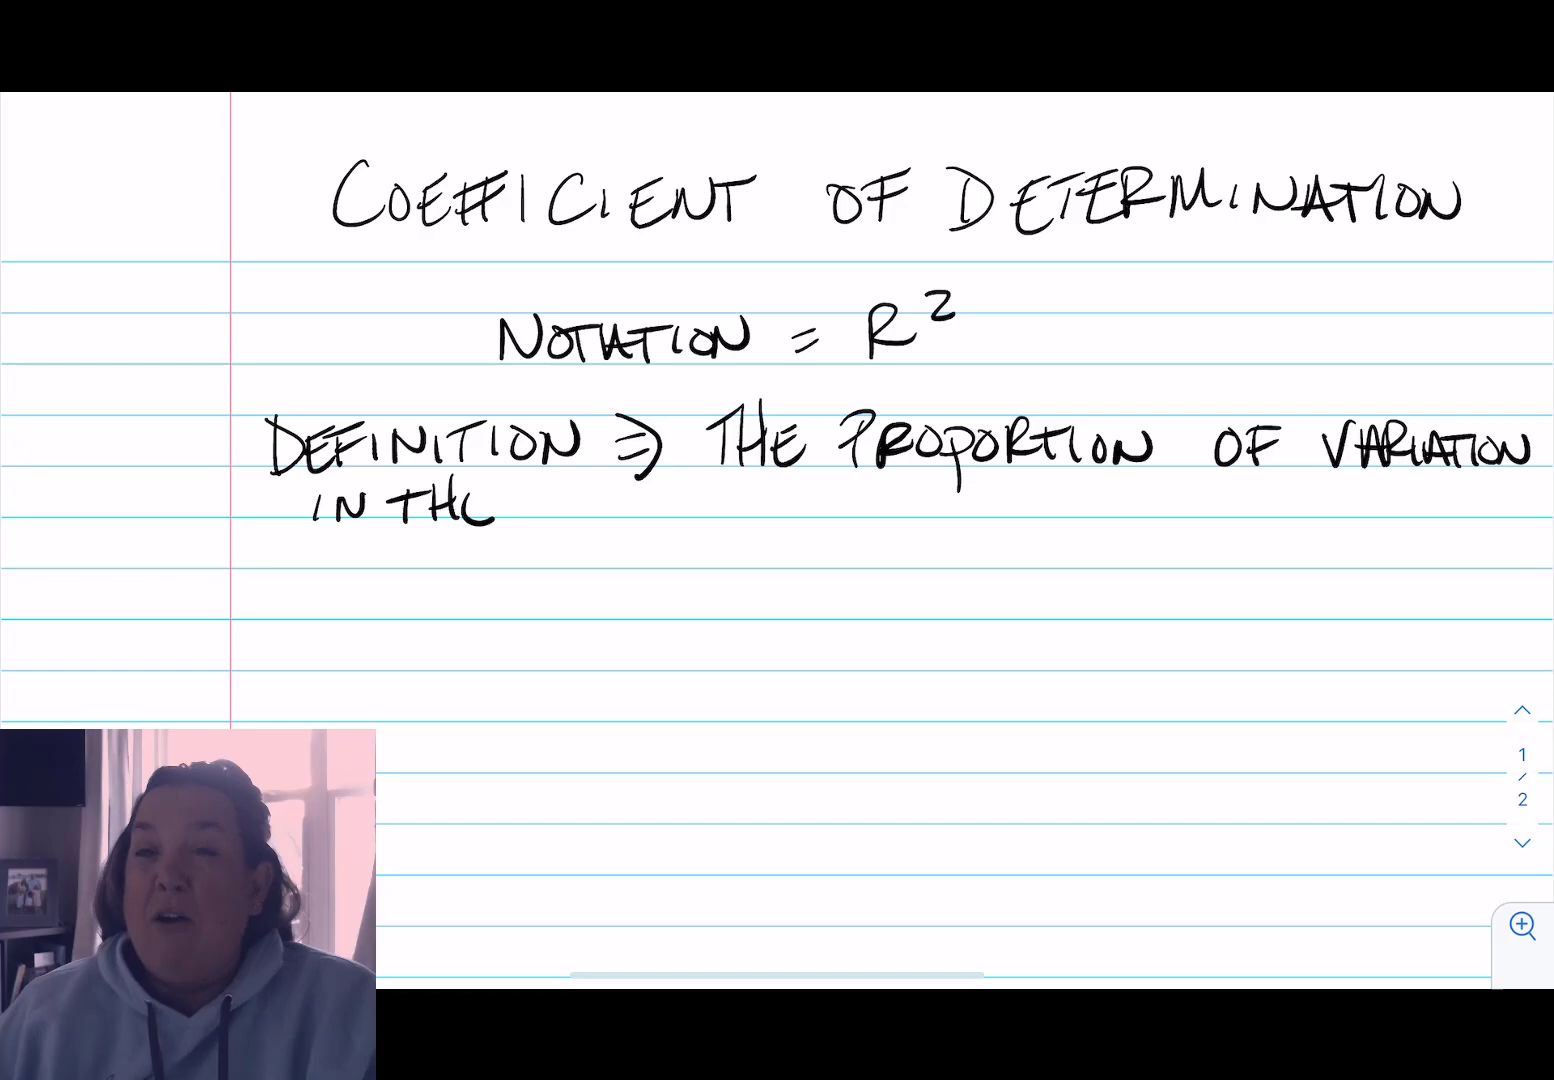 COEFFICIENT OF DETERMINATION
NOTATION = R²
DEFINITION ⇒ THE PROPORTION OF VARIATION
IN THE
1
/
2